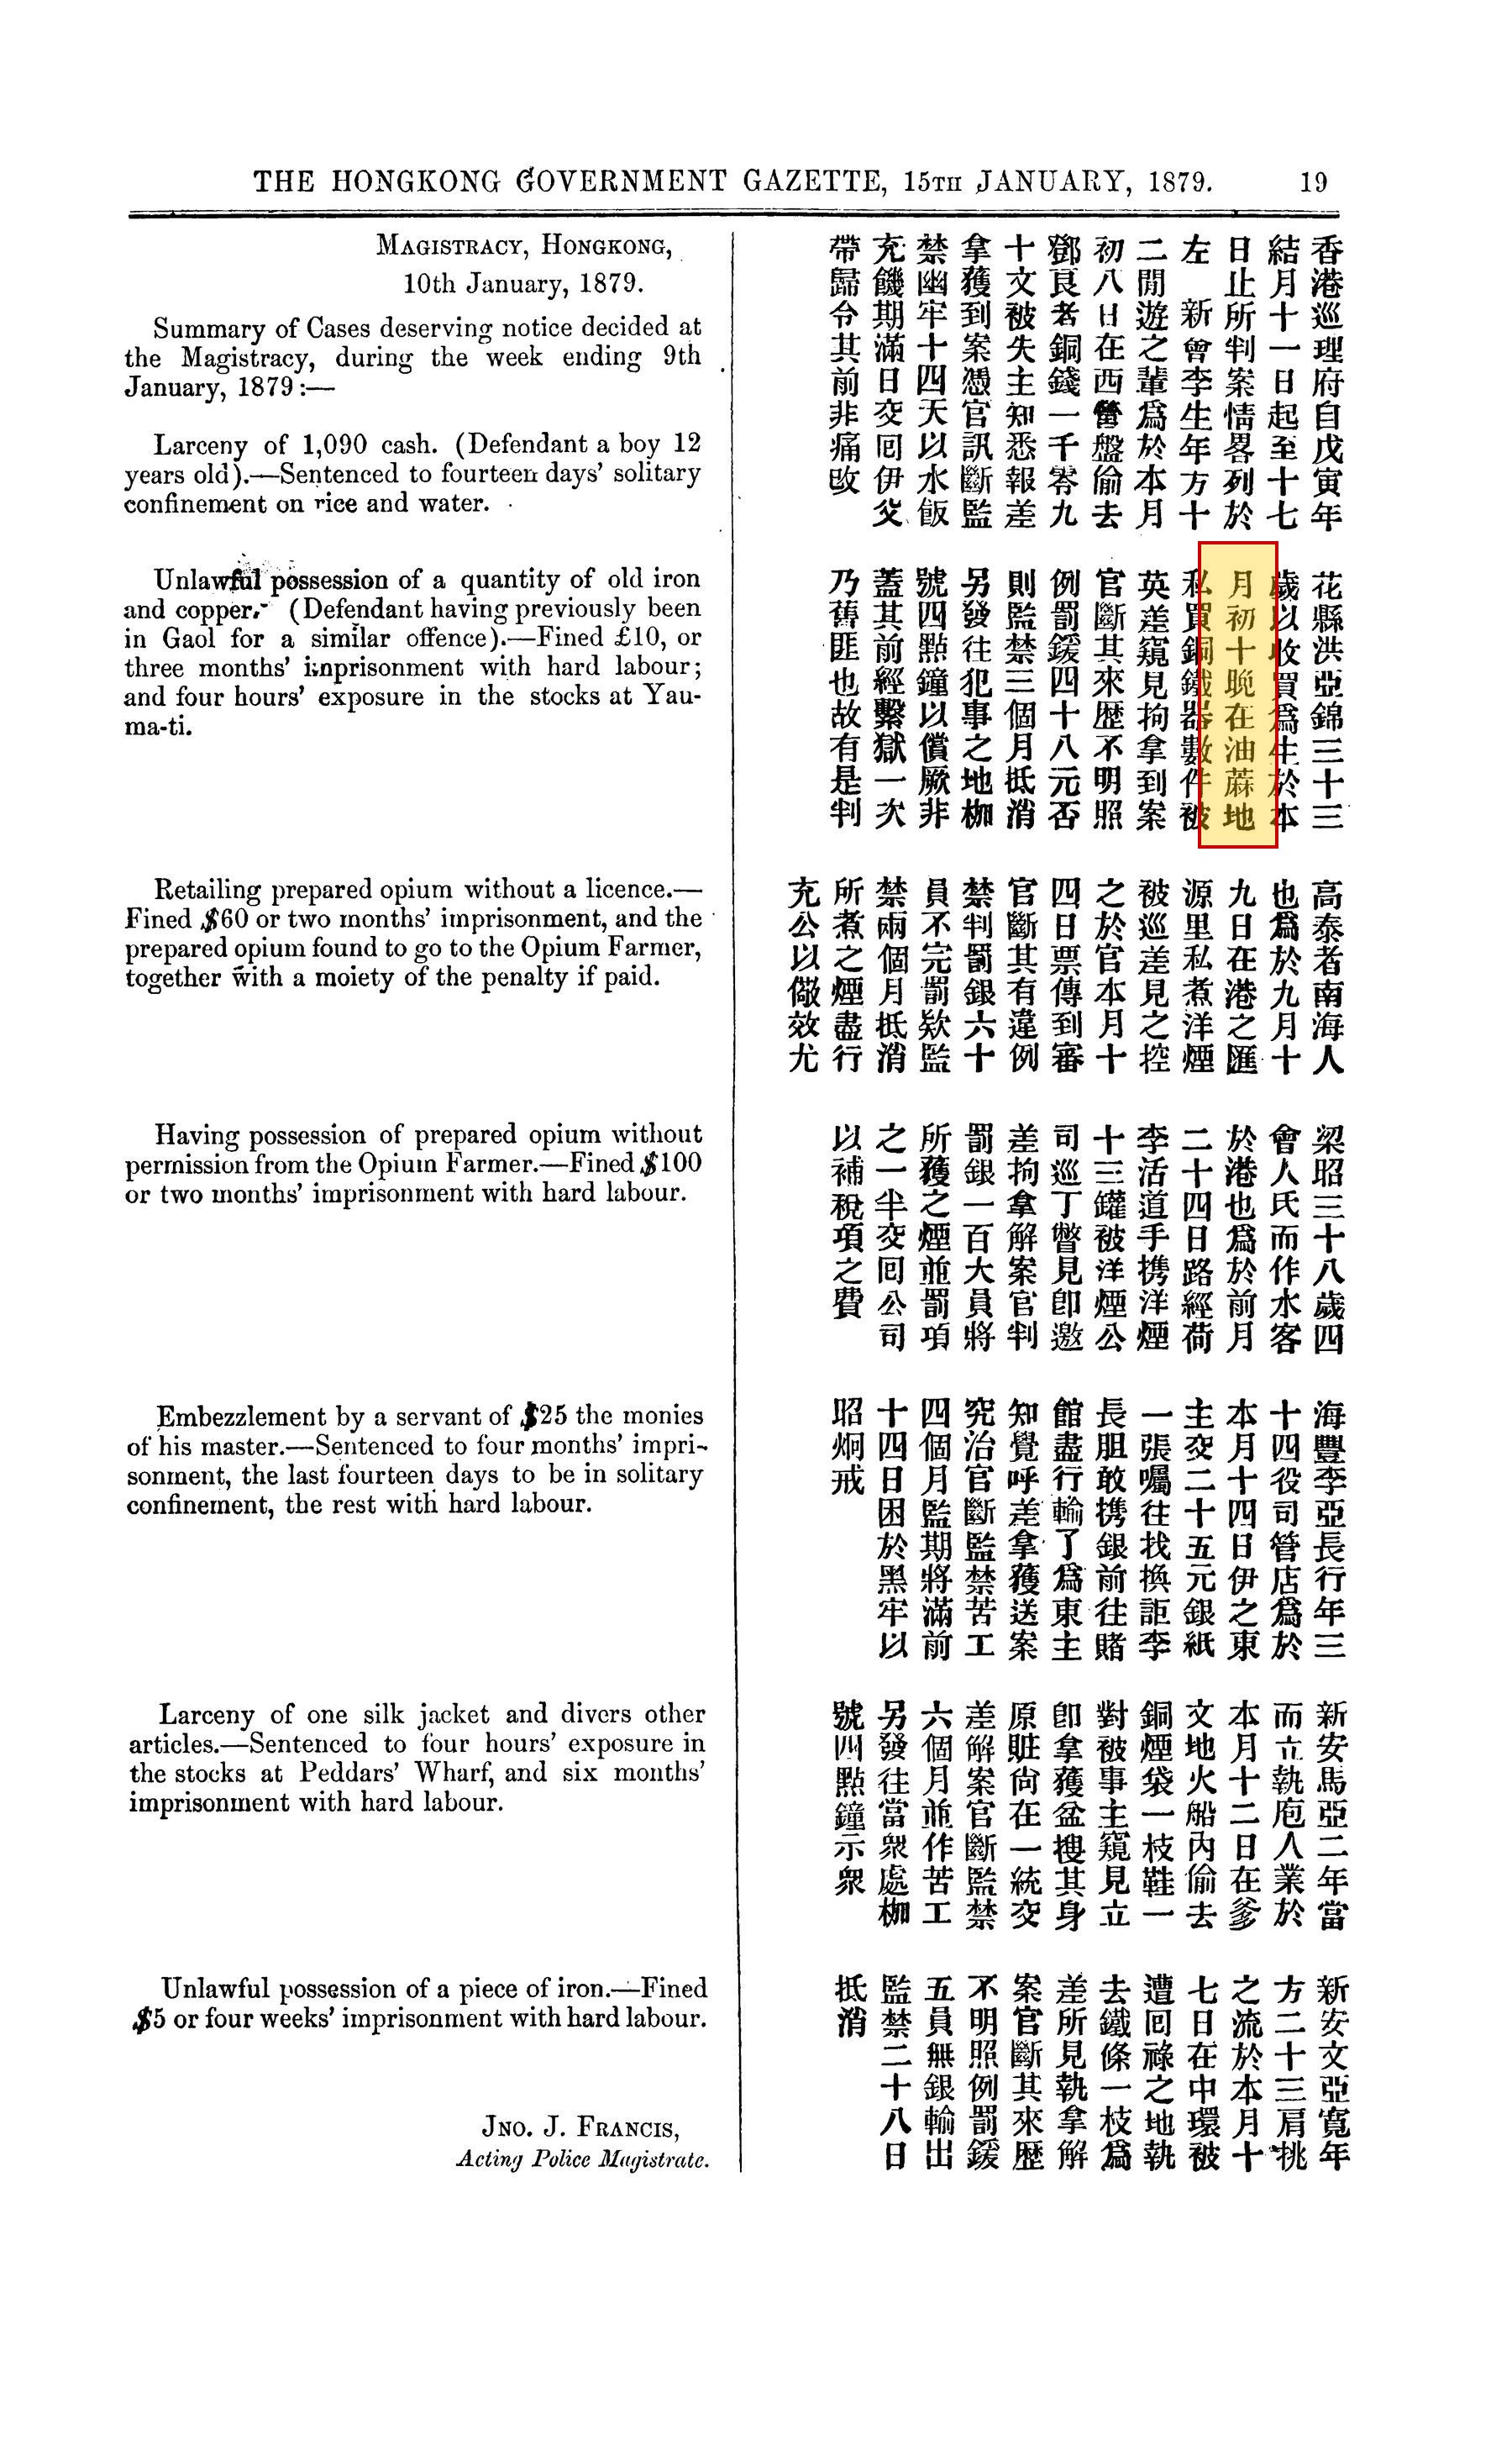 THE HONGKONG GOVERNMENT GAZETTE, 15TH JANUARY, 1879. 19
MAGISTRACY, HONGKONG,
10th January, 1879.
Summary of Cases deserving notice decided at
the Magistracy, during the week ending 9th
January, 1879:—
Larceny of 1,090 cash. (Defendant a boy 12
years old).—Sentenced to fourteen days' solitary
confinement on rice and water.
Unlawful possession of a quantity of old iron
and copper. (Defendant having previously been
in Gaol for a similar offence).—Fined £10, or
three months' imprisonment with hard labour;
and four hours' exposure in the stocks at Yau-
ma-ti.
Retailing prepared opium without a licence.—
Fined $60 or two months' imprisonment, and the
prepared opium found to go to the Opium Farmer,
together with a moiety of the penalty if paid.
Having possession of prepared opium without
permission from the Opium Farmer.—Fined $100
or two months' imprisonment with hard labour.
Embezzlement by a servant of $25 the monies
of his master.—Sentenced to four months' impri-
sonment, the last fourteen days to be in solitary
confinement, the rest with hard labour.
Larceny of one silk jacket and divers other
articles.—Sentenced to four hours' exposure in
the stocks at Peddars' Wharf, and six months'
imprisonment with hard labour.
Unlawful possession of a piece of iron.—Fined
$5 or four weeks' imprisonment with hard labour.
JNO. J. FRANCIS,
Acting Police Magistrate.
香港巡理府自戊寅年
結月十一日起至十七
日止所判案情畧列於
左 新會李生年方十
二閒遊之輩爲於本月
初八日在西營盤偷去
鄧良者銅錢一千零九
十文被失主知悉報差
拿獲到案憑官訊斷監
禁幽牢十四天以水飯
充饑期滿日交囘伊父
帶歸令其前非痛改
花縣洪亞錦三十三
歲以收買爲生於本
月初十晚在油蔴地
私買銅鐵器數件被
英差窺見拘拿到案
官斷其來歴不明照
例罰鍰四十八元否
則監禁三個月抵消
另發往犯事之地枷
號四點鐘以償厥非
蓋其前經繫獄一次
乃舊匪也故有是判
高泰者南海人
也爲於九月十
九日在港之匯
源里私煮洋煙
被巡差見之控
之於官本月十
四日票傳到審
官斷其有違例
禁判罰銀六十
員不完罰欵監
禁兩個月抵消
所煮之煙盡行
充公以儆效尤
梁昭三十八歲四
會人氏而作水客
於港也爲於前月
二十四日路經荷
李活道手携洋煙
十三罐被洋煙公
司巡丁瞥見卽邀
差拘拿解案官判
罰銀一百大員將
所獲之煙並罰項
之一半交囘公司
以補稅項之費
海豐李亞長行年三
十四役司管店爲於
本月十四日伊之東
主交二十五元銀紙
一張囑往找換詎李
長胆敢携銀前往賭
館盡行輸了爲東主
知覺呼差拿獲送案
究治官斷監禁苦工
四個月監期將滿前
十四日困於黑牢以
昭炯戒
新安馬亞二年當
而立執庖人業於
本月十二日在爹
文地火船內偷去
銅煙袋一枝鞋一
對被事主窺見立
卽拿獲盆搜其身
原賍尙在一統交
差解案官斷監禁
六個月並作苦工
另發往當衆處枷
號四點鐘示衆
新安文亞寬年
方二十三肩挑
之流於本月十
七日在中環被
遭囘祿之地執
去鐵條一枝爲
差所見執拿解
案官斷其來歴
不明照例罰鍰
五員無銀輸出
監禁二十八日
抵消